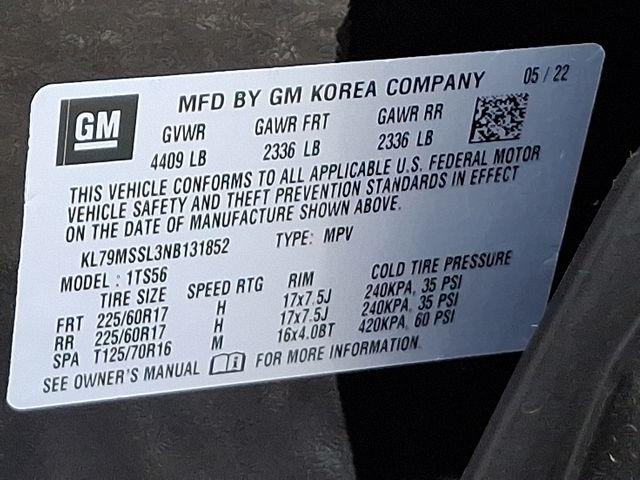 GM
MFD BY GM KOREA COMPANY 05 / 22
GVWR GAWR FRT GAWR RR
4409 LB 2336 LB 2336 LB
THIS VEHICLE CONFORMS TO ALL APPLICABLE U.S. FEDERAL MOTOR
VEHICLE SAFETY AND THEFT PREVENTION STANDARDS IN EFFECT
ON THE DATE OF MANUFACTURE SHOWN ABOVE.
KL79MSSL3NB131852 TYPE: MPV
MODEL : 1TS56
TIRE SIZE SPEED RTG RIM COLD TIRE PRESSURE
FRT 225/60R17 H 17x7.5J 240KPA, 35 PSI
RR 225/60R17 H 17x7.5J 240KPA, 35 PSI
SPA T125/70R16 M 16x4.0BT 420KPA, 60 PSI
SEE OWNER'S MANUAL FOR MORE INFORMATION